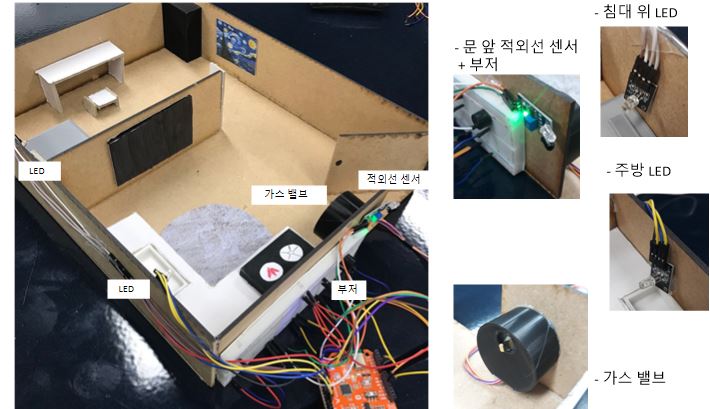 LED
가스 밸브
적외선 센서
LED
부저
- 문 앞 적외선 센서
+ 부저
- 침대 위 LED
- 주방 LED
- 가스 밸브